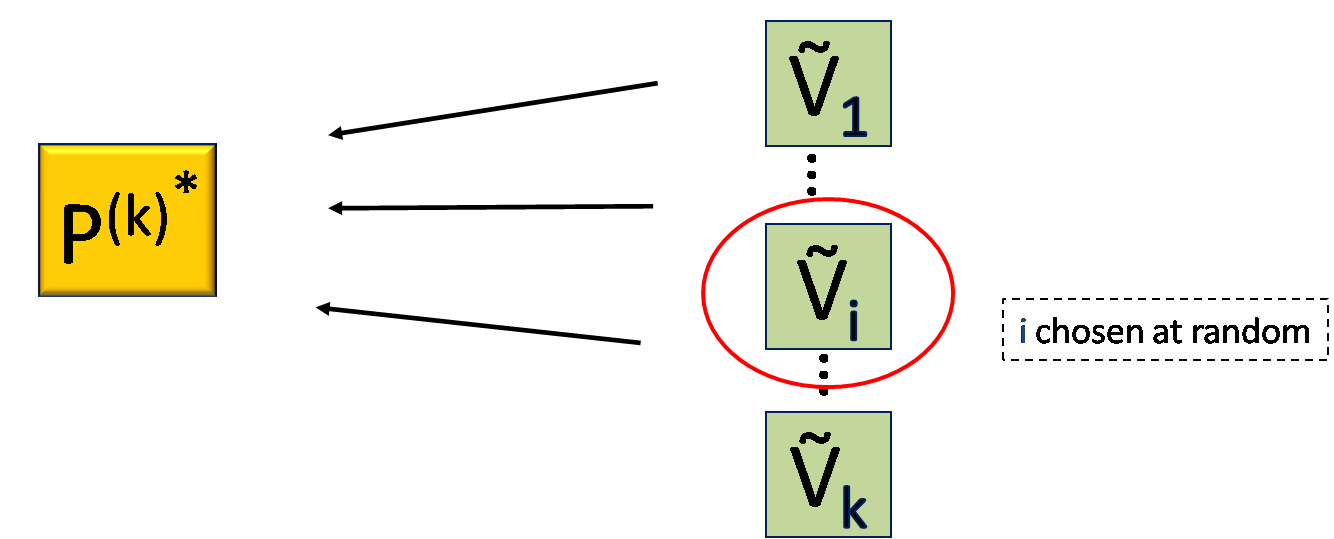 P(k)*
Ṽ1
Ṽi
i chosen at random
Ṽk